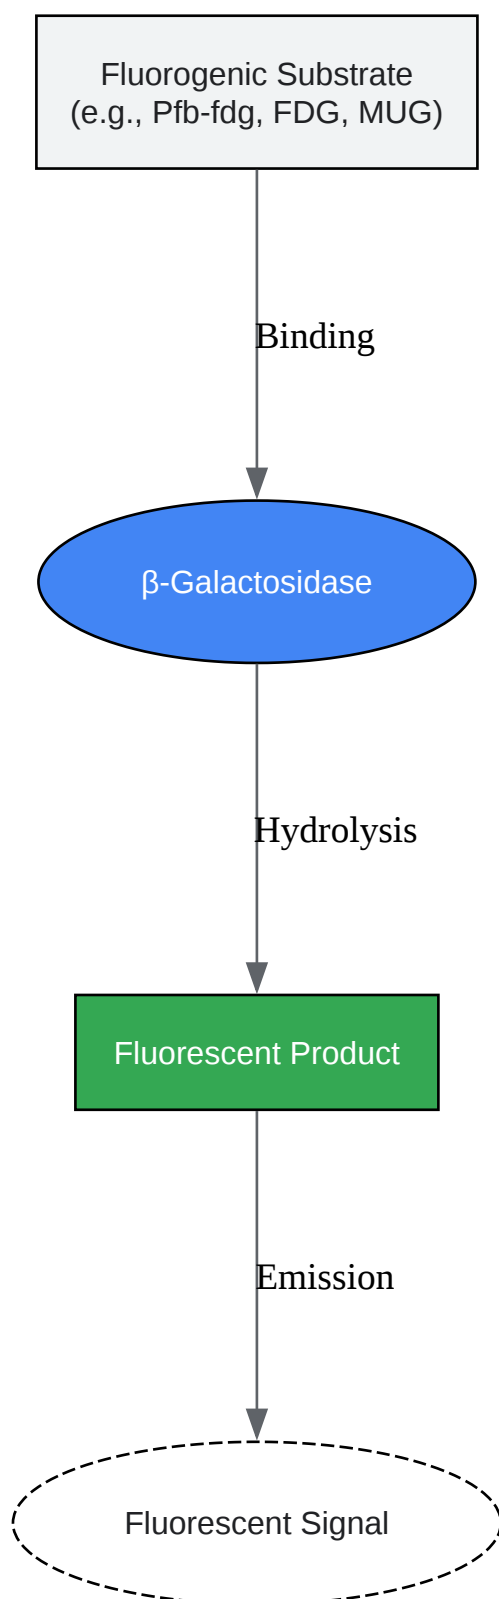 Fluorogenic Substrate
(e.g., Pfb-fdg, FDG, MUG)
Binding
β-Galactosidase
Hydrolysis
Fluorescent Product
Emission
Fluorescent Signal